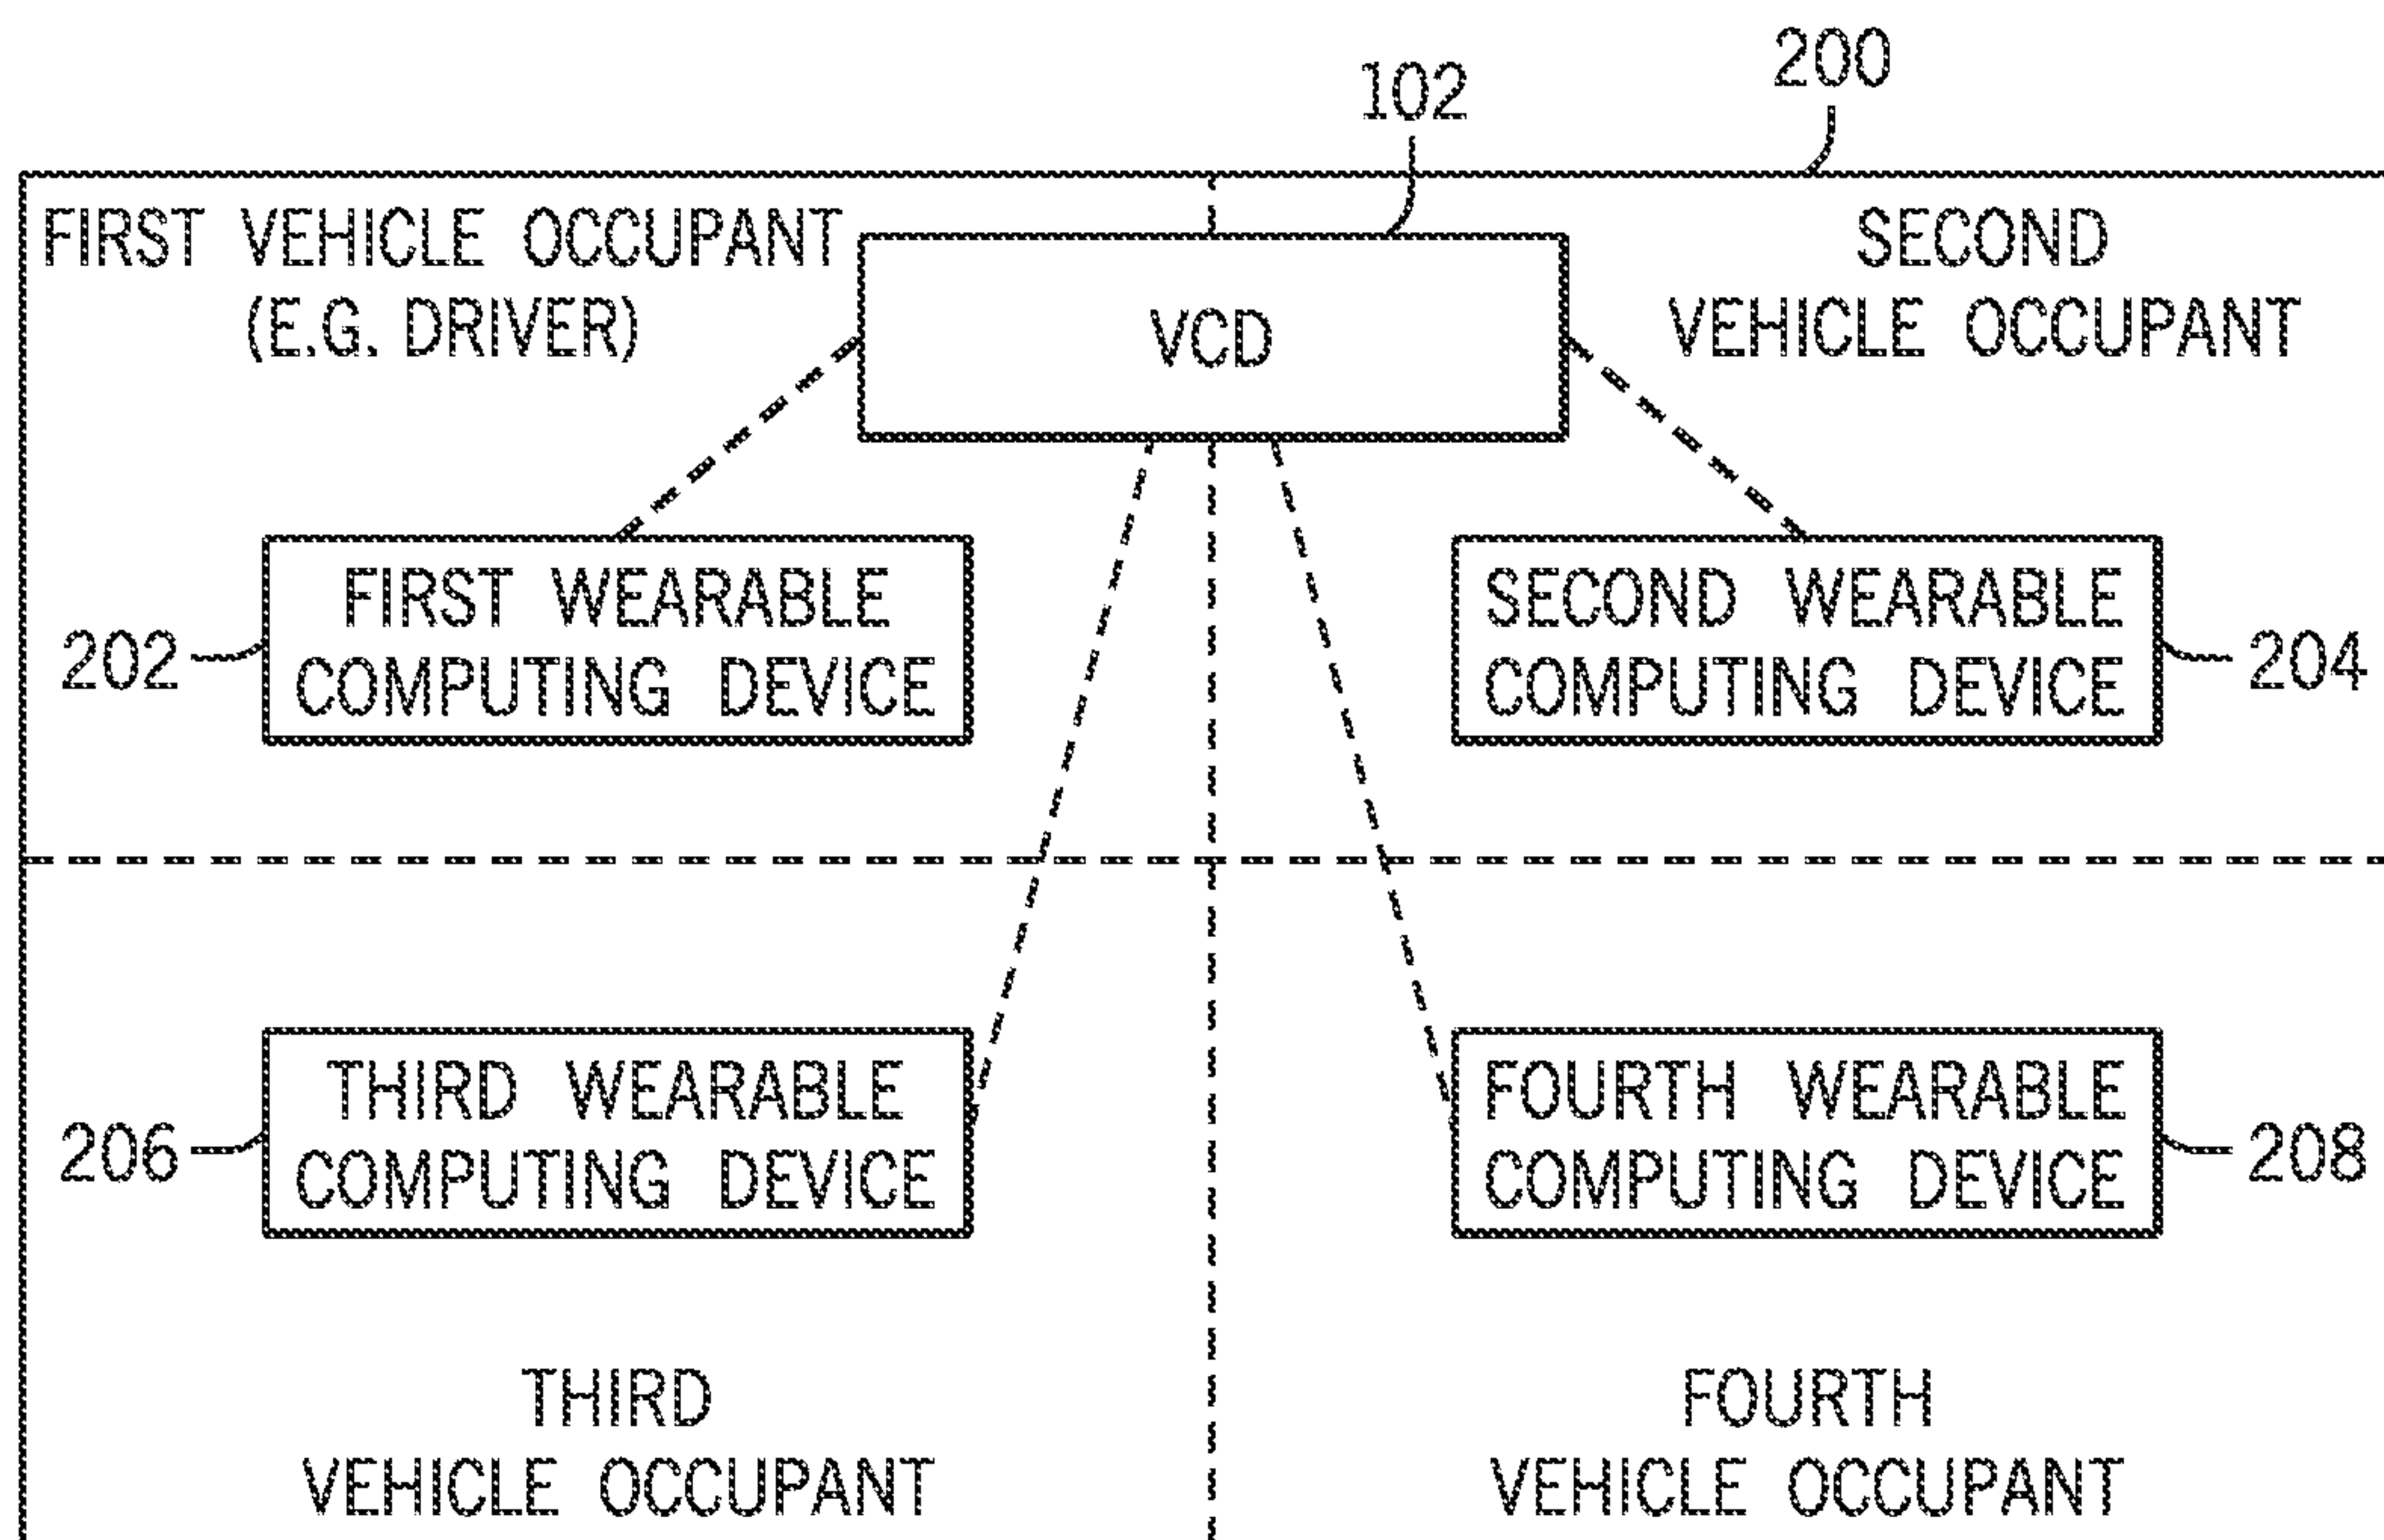 200
102
FIRST VEHICLE OCCUPANT
(E.G. DRIVER)
SECOND
VEHICLE OCCUPANT
VCD
FIRST WEARABLE
COMPUTING DEVICE
202
SECOND WEARABLE
COMPUTING DEVICE
204
THIRD WEARABLE
COMPUTING DEVICE
206
FOURTH WEARABLE
COMPUTING DEVICE
208
THIRD
VEHICLE OCCUPANT
FOURTH
VEHICLE OCCUPANT